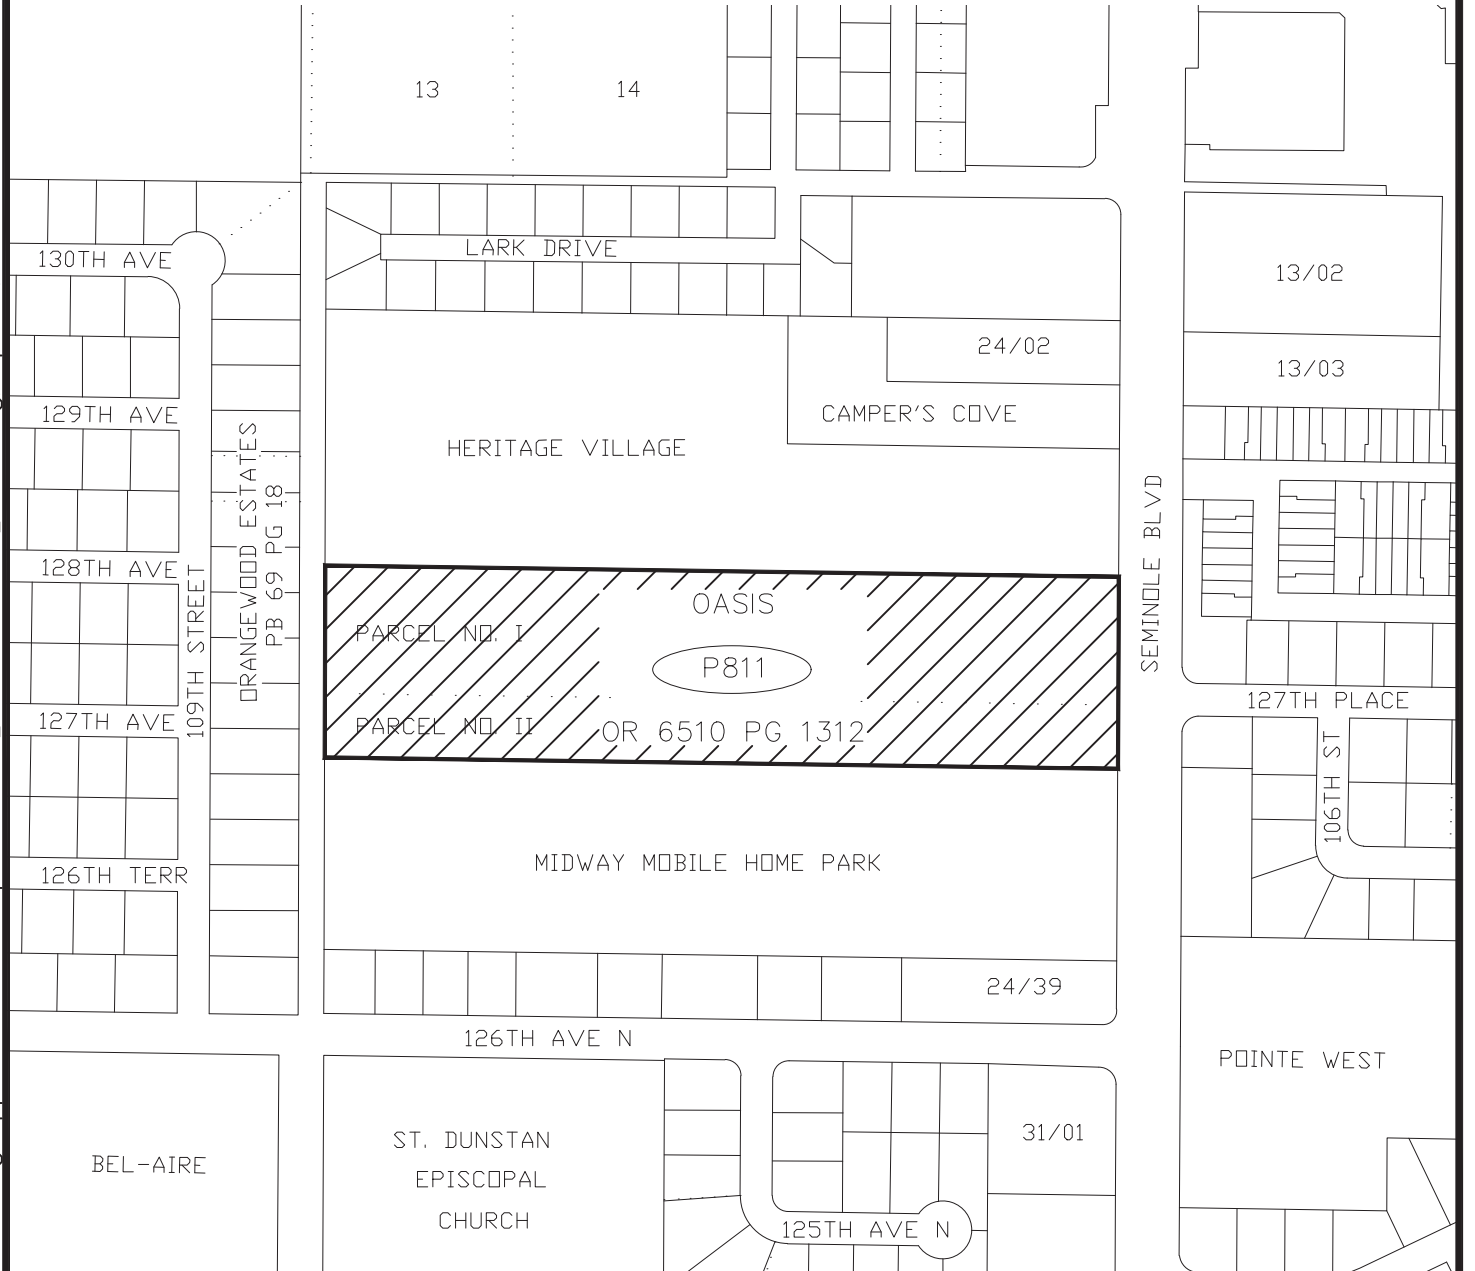 13
14
LARK DRIVE
130TH AVE
13/02
24/02
13/03
129TH AVE
CAMPER'S COVE
HERITAGE VILLAGE
ORANGEWOOD ESTATES
PB 69 PG 18
SEMINOLE BLVD
128TH AVE
109TH STREET
OASIS
PARCEL NO. I
P811
127TH PLACE
127TH AVE
PARCEL NO. II
OR 6510 PG 1312
106TH ST
MIDWAY MOBILE HOME PARK
126TH TERR
24/39
126TH AVE N
POINTE WEST
31/01
ST. DUNSTAN
EPISCOPAL
CHURCH
BEL-AIRE
125TH AVE N